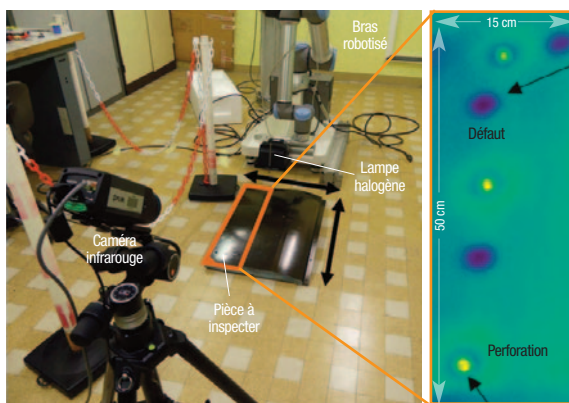 Bras
robotisé
Lampe
halogène
Caméra
infrarouge
Pièce à
inspecter
15 cm
50 cm
Défaut
Perforation